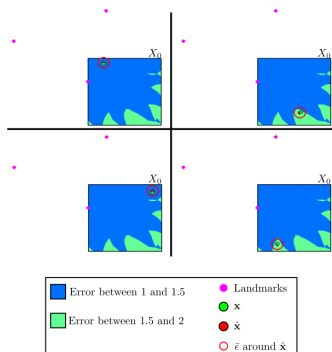 X₀
X₀
X₀
X₀
Error between 1 and 1.5
Error between 1.5 and 2
Landmarks
x
x̂
ε̄ around x̂